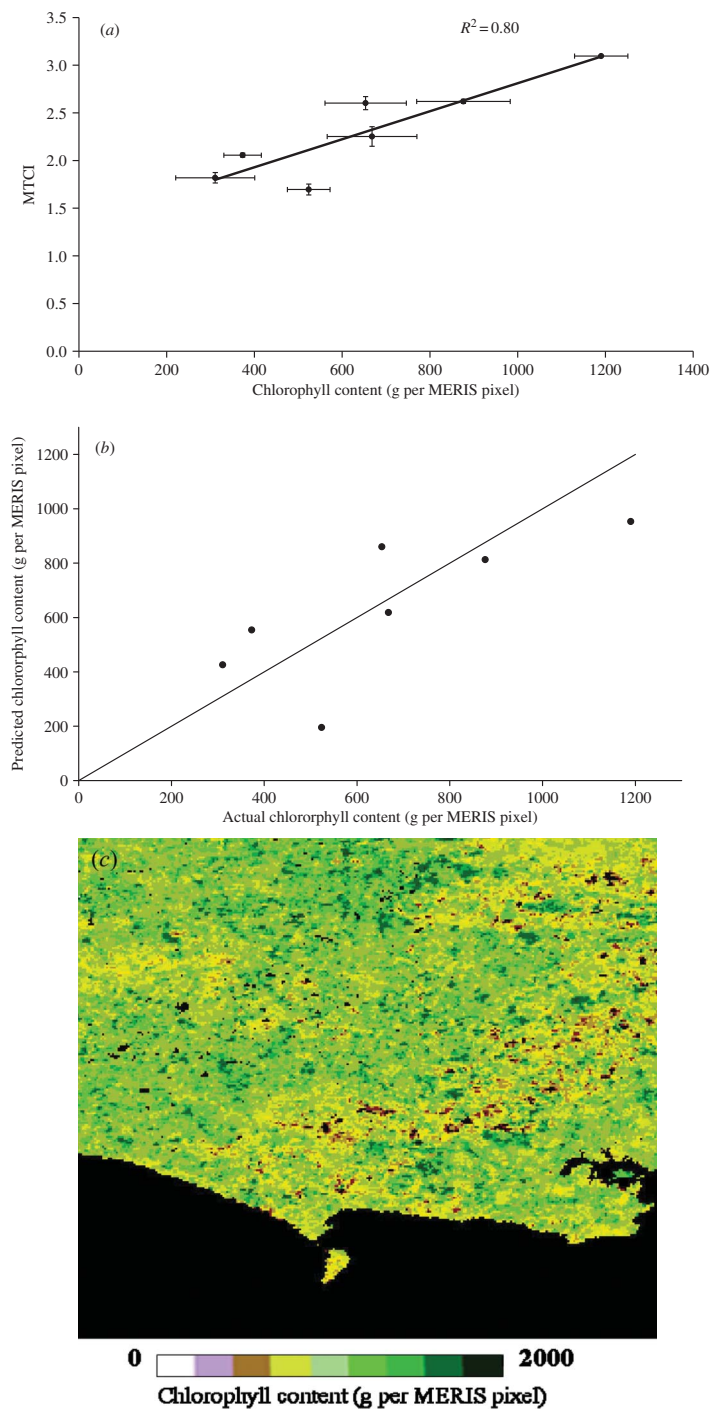 (a)
R² = 0.80
3.5
3.0
2.5
2.0
1.5
1.0
0.5
0.0
MTCI
0 200 400 600 800 1000 1200 1400
Chlorophyll content (g per MERIS pixel)
(b)
1200
1000
800
600
400
200
0
Predicted chlororphyll content (g per MERIS pixel)
0 200 400 600 800 1000 1200
Actual chlororphyll content (g per MERIS pixel)
(c)
0 2000
Chlorophyll content (g per MERIS pixel)